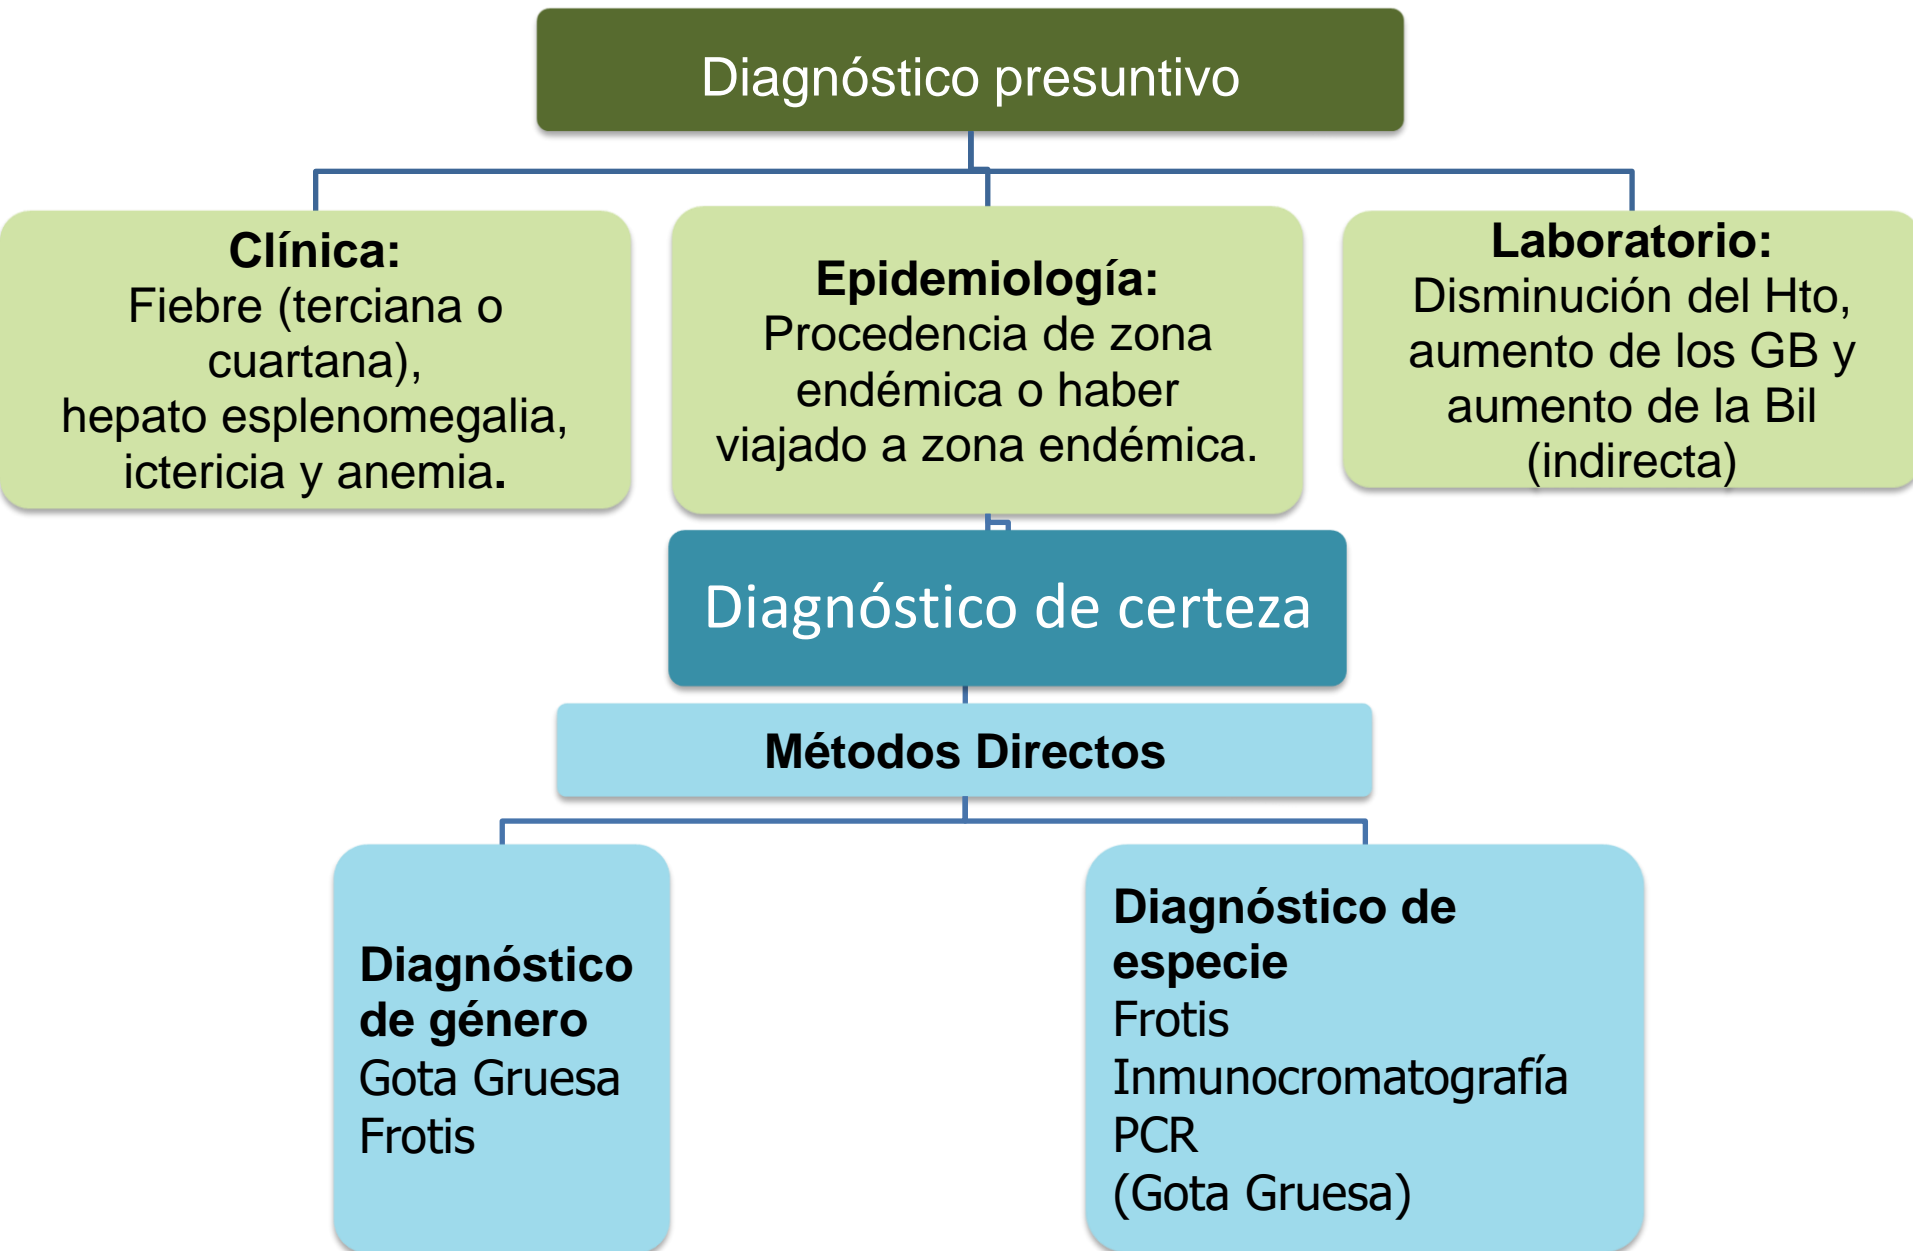 Diagnóstico presuntivo
Clínica:
Fiebre (terciana o
cuartana),
hepato esplenomegalia,
ictericia y anemia.
Epidemiología:
Procedencia de zona
endémica o haber
viajado a zona endémica.
Laboratorio:
Disminución del Hto,
aumento de los GB y
aumento de la Bil
(indirecta)
Diagnóstico de certeza
Métodos Directos
Diagnóstico
de género
Gota Gruesa
Frotis
Diagnóstico de
especie
Frotis
Inmunocromatografía
PCR
(Gota Gruesa)